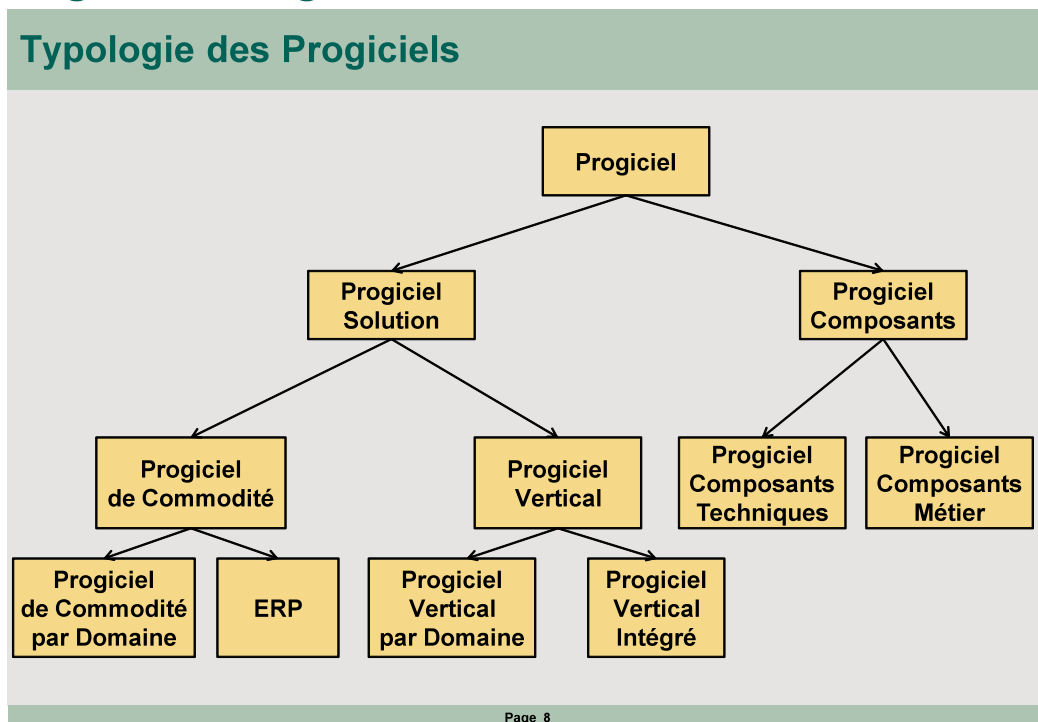 Typologie des Progiciels
Progiciel
Progiciel
Solution
Progiciel
Composants
Progiciel
de Commodité
Progiciel
Vertical
Progiciel
Composants
Techniques
Progiciel
Composants
Métier
Progiciel
de Commodité
par Domaine
ERP
Progiciel
Vertical
par Domaine
Progiciel
Vertical
Intégré
Page 8